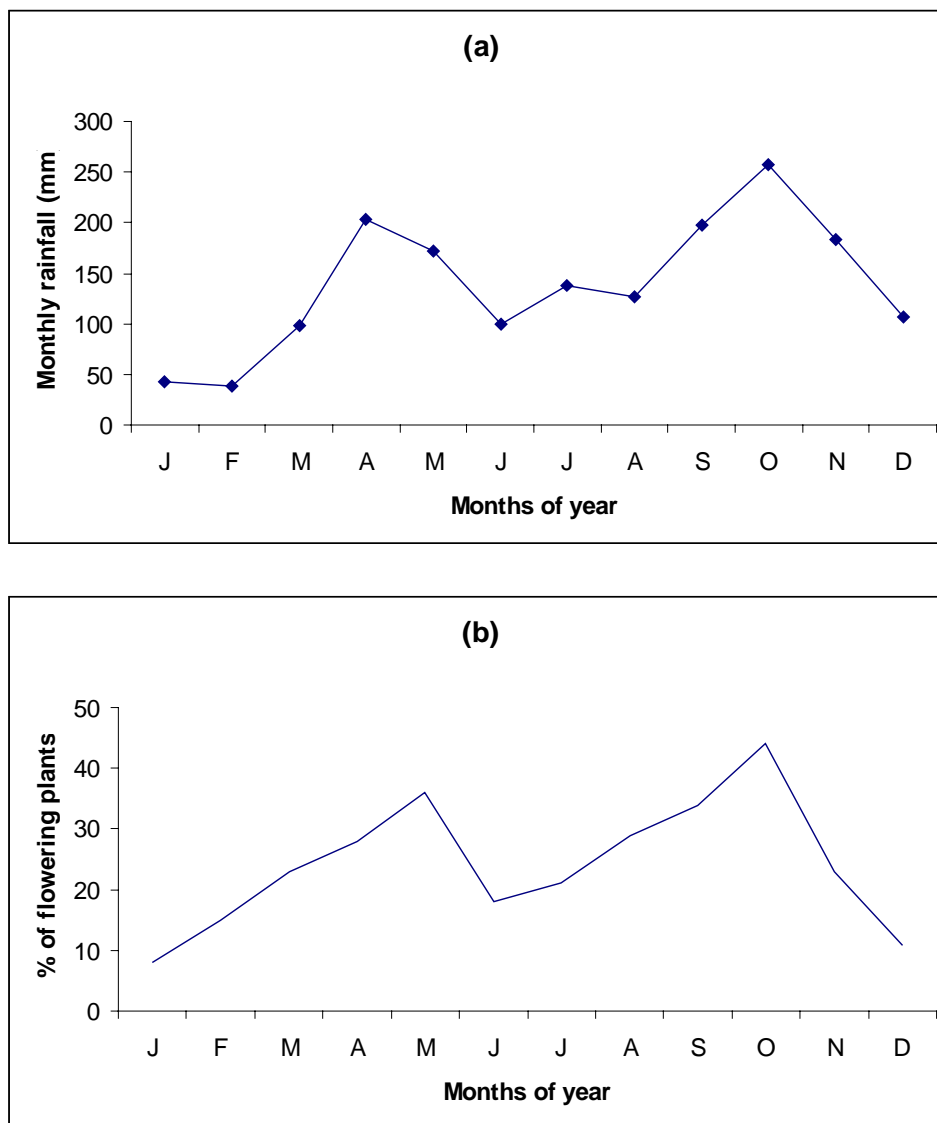 (a)
Monthly rainfall (mm
300
250
200
150
100
50
0
J F M A M J J A S O N D
Months of year
(b)
% of flowering plants
50
40
30
20
10
0
J F M A M J J A S O N D
Months of year